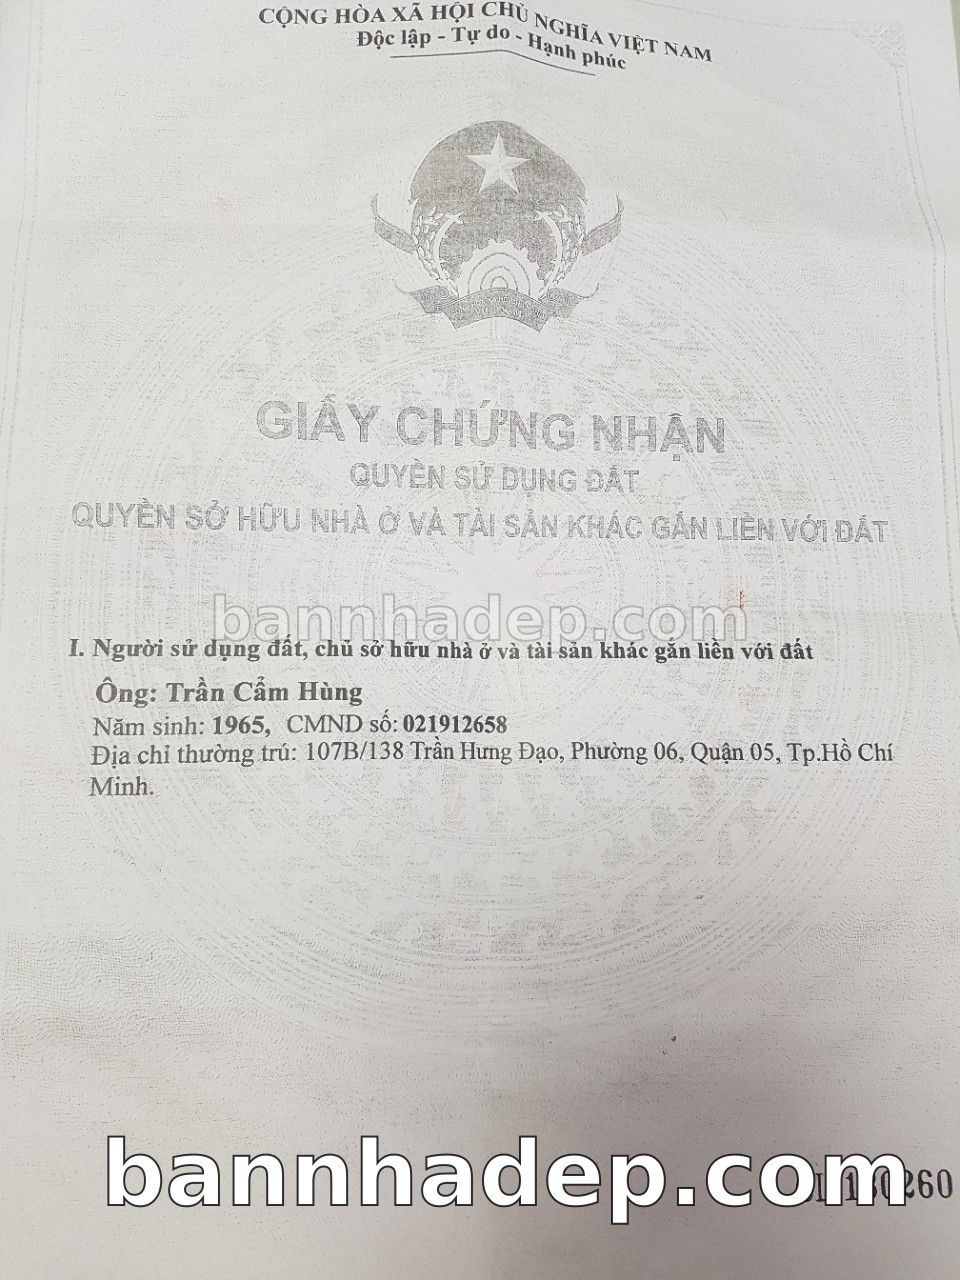 CỘNG HÒA XÃ HỘI CHỦ NGHĨA VIỆT NAM
Độc lập - Tự do - Hạnh phúc
GIẤY CHỨNG NHẬN
QUYỀN SỬ DỤNG ĐẤT
QUYỀN SỞ HỮU NHÀ Ở VÀ TÀI SẢN KHÁC GẮN LIỀN VỚI ĐẤT
bannhadep.com
I. Người sử dụng đất, chủ sở hữu nhà ở và tài sản khác gắn liền với đất
Ông: Trần Cẩm Hùng
Năm sinh: 1965, CMND số: 021912658
Địa chỉ thường trú: 107B/138 Trần Hưng Đạo, Phường 06, Quận 05, Tp.Hồ Chí
Minh.
bannhadep.com